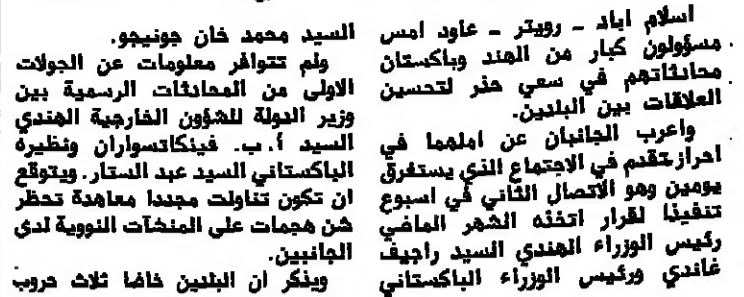 اسلام اباد - رويتر - عاود امس
مسؤولون كبار من الهند وباكستان
محادثاتهم في سعي حذر لتحسين
العلاقات بين البلدين.
واعرب الجانبان عن املهما في
احراز تقدم في الاجتماع الذي يستغرق
يومين وهو الاتصال الثاني في اسبوع
تنفيذا لقرار اتخذه الشهر الماضي
رئيس الوزراء الهندي السيد راجيف
غاندي ورئيس الوزراء الباكستاني
السيد محمد خان جونيجو.
ولم تتوافر معلومات عن الجولات
الاولى من المحادثات الرسمية بين
وزير الدولة للشؤون الخارجية الهندي
السيد أ. ب. فينكاتسواران ونظيره
الباكستاني السيد عبد الستار. ويتوقع
ان تكون تناولت مجددا معاهدة تحظر
شن هجمات على المنشآت النووية لدى
الجانبين.
ويذكر ان البلدين خاضا ثلاث حروب